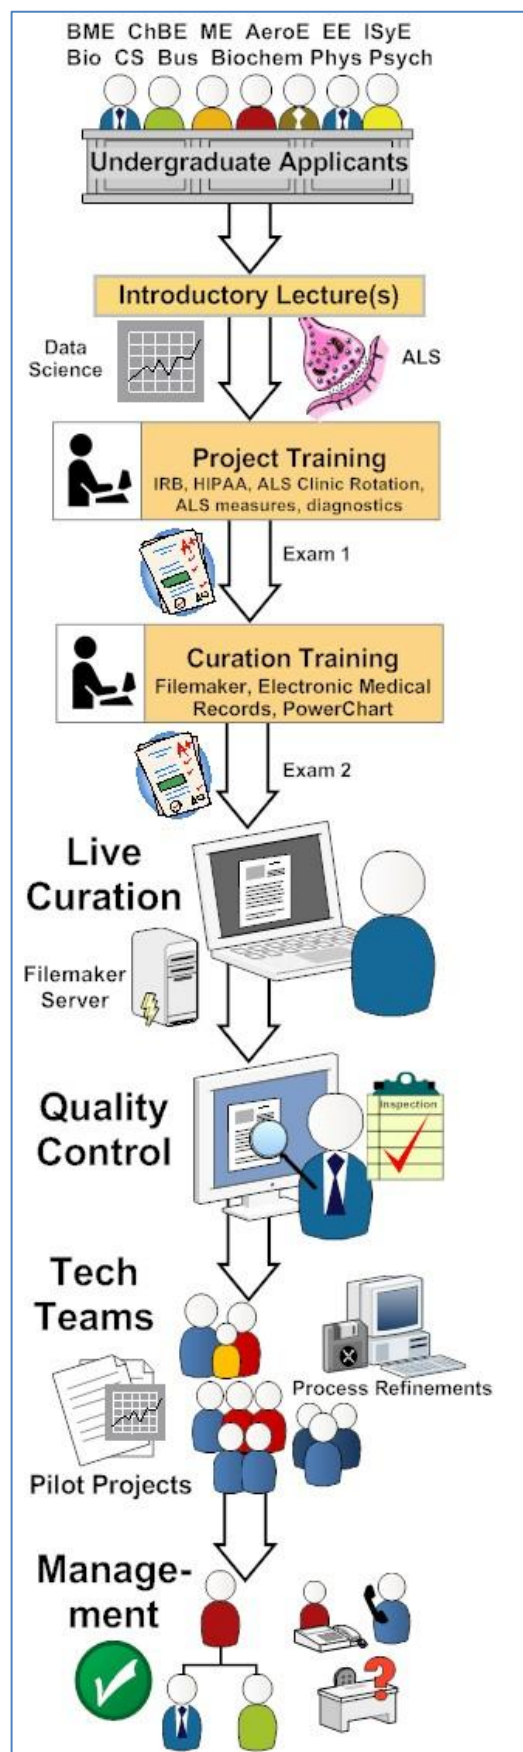 BME ChBE ME AeroE EE ISyE
Bio CS Bus Biochem Phys Psych
Undergraduate Applicants
Introductory Lecture(s)
Data
Science
ALS
Project Training
IRB, HIPAA, ALS Clinic Rotation,
ALS measures, diagnostics
A+
Exam 1
Curation Training
Filemaker, Electronic Medical
Records, PowerChart
A+
Exam 2
Live
Curation
Filemaker
Server
Quality
Control
Inspection
Tech
Teams
Process Refinements
Pilot Projects
Manage-
ment
?